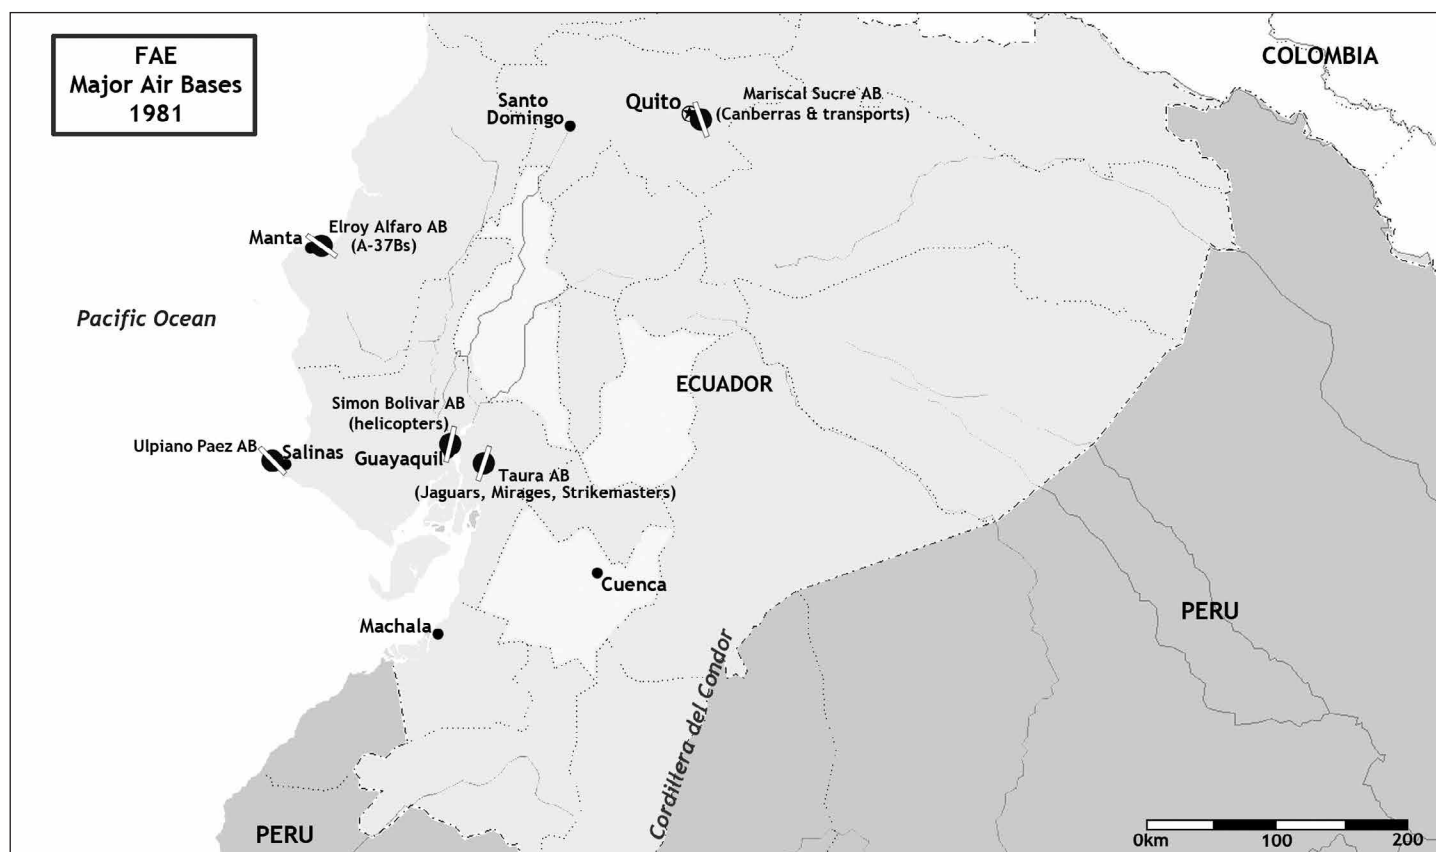 FAE
Major Air Bases
1981
COLOMBIA
Santo
Domingo
Quito
Mariscal Sucre AB
(Canberras & transports)
Manta
Elroy Alfaro AB
(A-37Bs)
Pacific Ocean
ECUADOR
Simon Bolivar AB
(helicopters)
Guayaquil
Ulpiano Paez AB
Salinas
Taura AB
(Jaguars, Mirages, Strikemasters)
Cuenca
Machala
PERU
Cordillera del Condor
PERU
0km
100
200